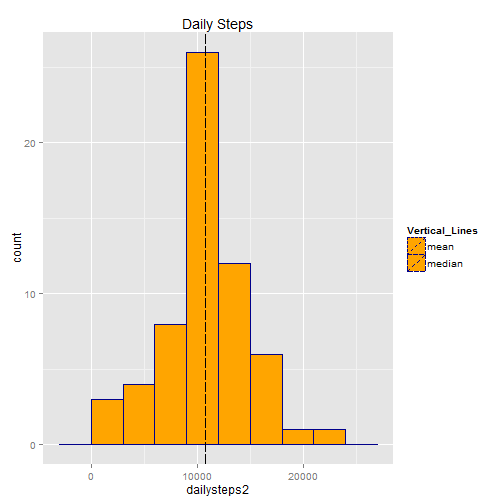 Daily Steps
20
10
0
count
0 10000 20000
dailysteps2
Vertical_Lines
mean
median